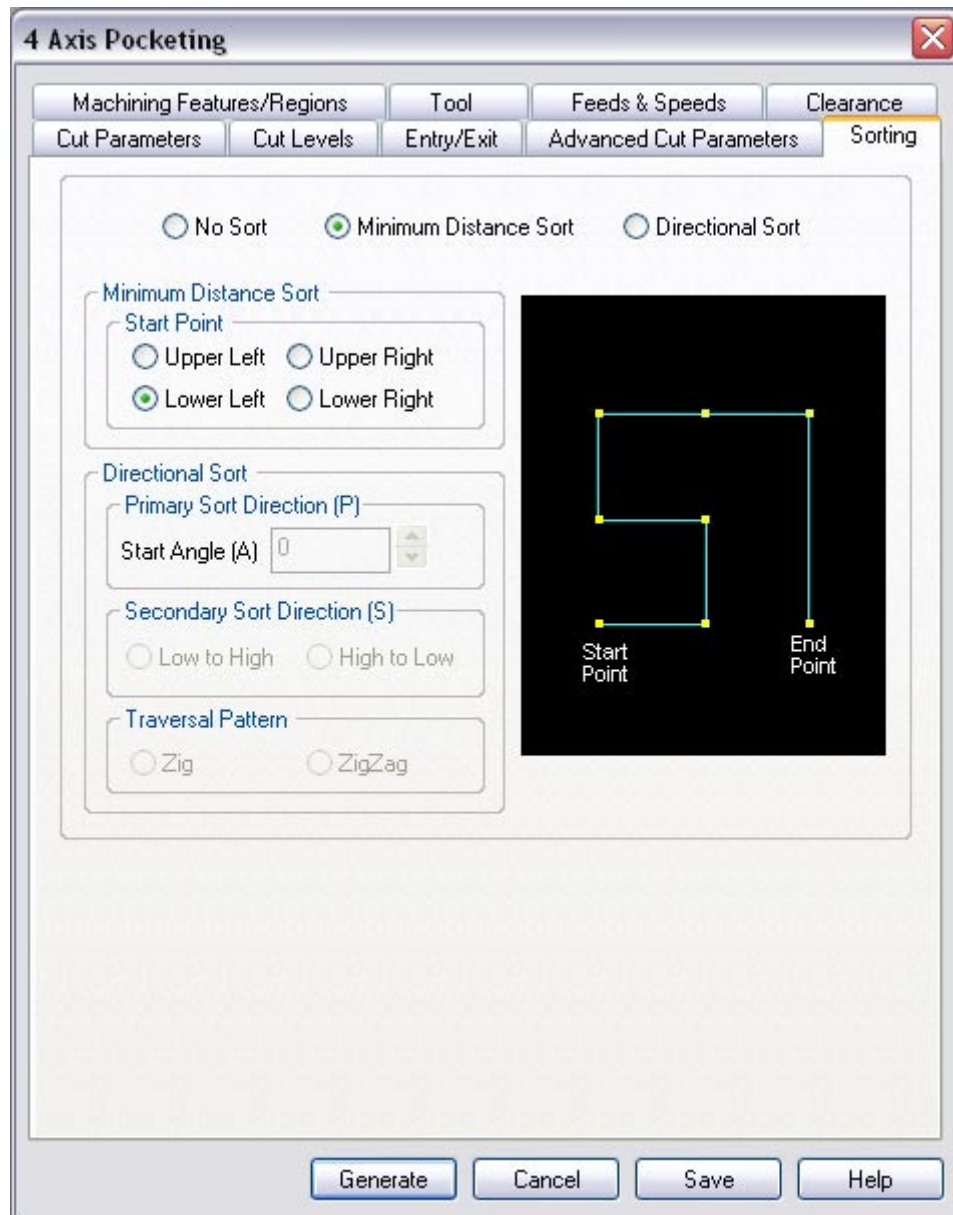 4 Axis Pocketing
Machining Features/Regions Tool Feeds & Speeds Clearance
Cut Parameters Cut Levels Entry/Exit Advanced Cut Parameters Sorting
No Sort Minimum Distance Sort Directional Sort
Minimum Distance Sort
Start Point
Upper Left Upper Right
Lower Left Lower Right
Directional Sort
Primary Sort Direction (P)
Start Angle (A) 0
Secondary Sort Direction (S)
Low to High High to Low
Traversal Pattern
Zig ZigZag
Start
Point
End
Point
Generate Cancel Save Help